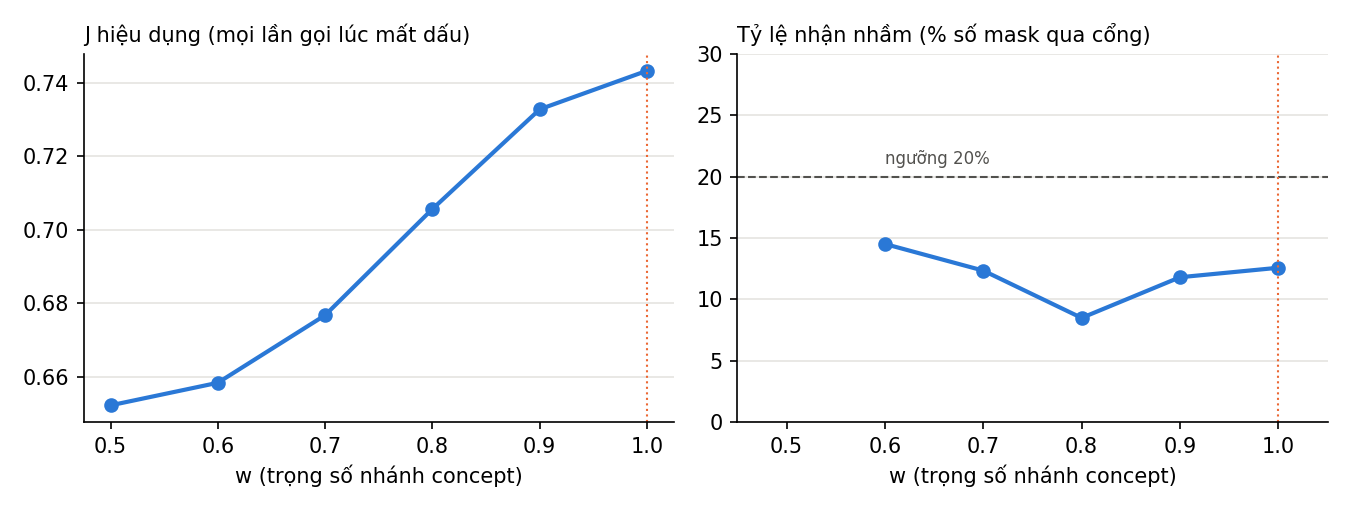 J hiệu dụng (mọi lần gọi lúc mất dấu)
0.74
0.72
0.70
0.68
0.66
0.5 0.6 0.7 0.8 0.9 1.0
w (trọng số nhánh concept)
Tỷ lệ nhận nhầm (% số mask qua cổng)
30
25
20
15
10
5
0
ngưỡng 20%
0.5 0.6 0.7 0.8 0.9 1.0
w (trọng số nhánh concept)